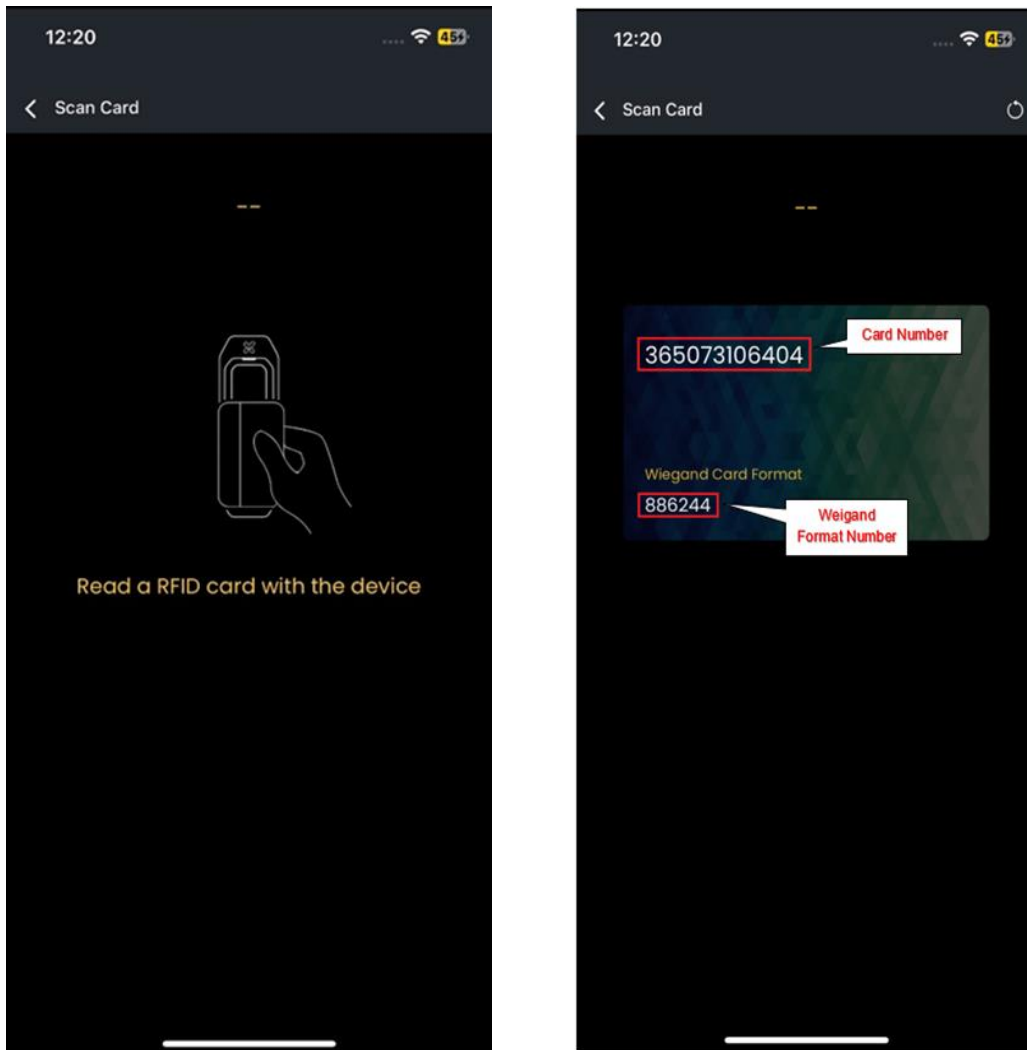 12:20
45
Scan Card
--
Read a RFID card with the device
12:20
45
Scan Card
--
365073106404
Card Number
Wiegand Card Format
886244
Weigand
Format Number